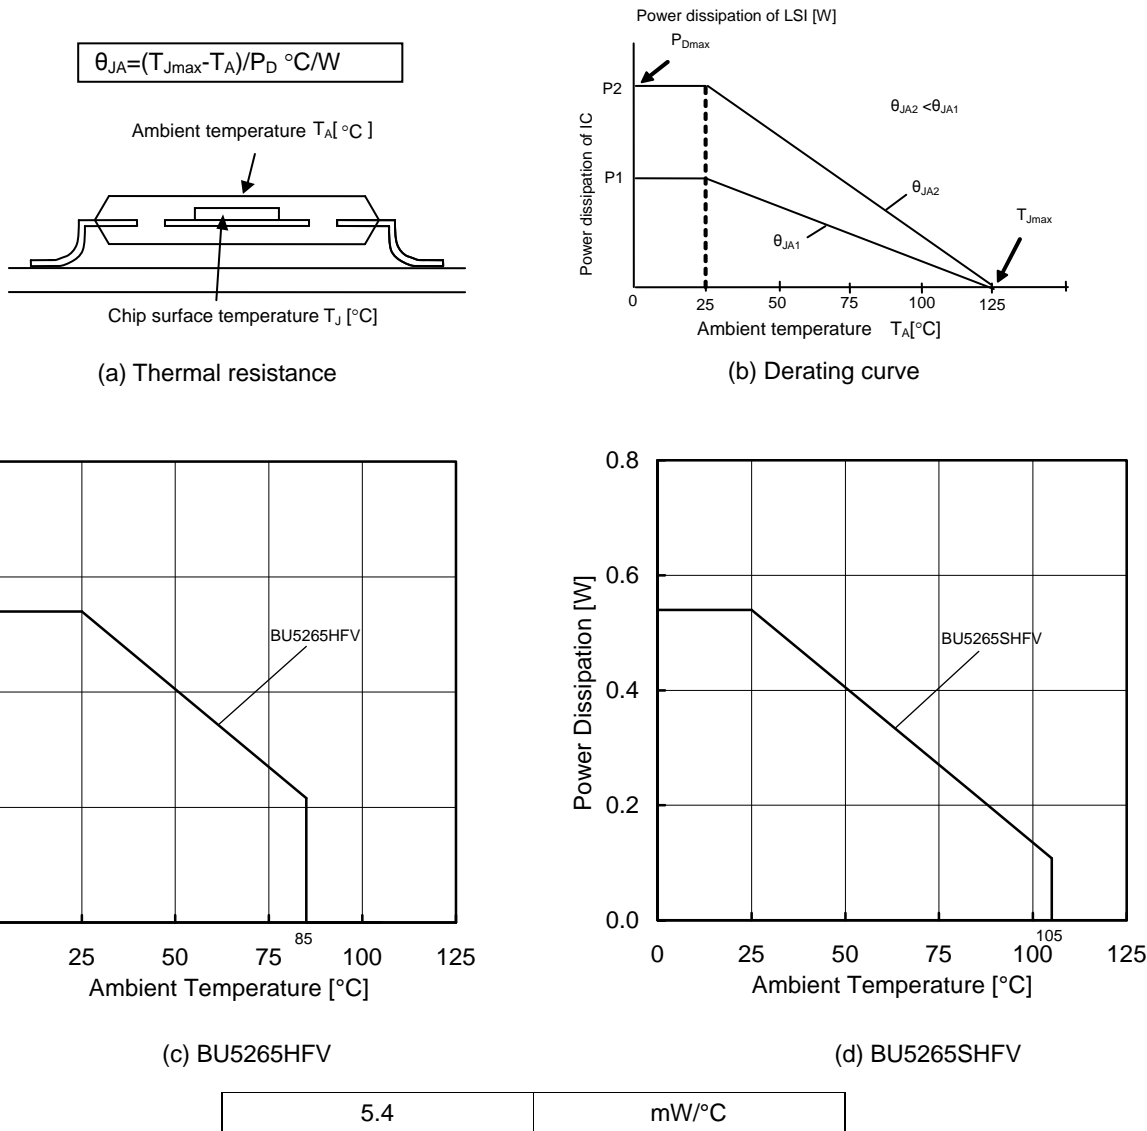 θJA=(TJmax-TA)/PD °C/W
Ambient temperature TA[ °C ]
Chip surface temperature TJ [°C]
(a) Thermal resistance
Power dissipation of LSI [W]
PDmax
P2
P1
Power dissipation of IC
θJA2 <θJA1
θJA2
θJA1
TJmax
0 25 50 75 100 125
Ambient temperature TA[°C]
(b) Derating curve
BU5265HFV
85
25 50 75 100 125
Ambient Temperature [°C]
(c) BU5265HFV
0.8
0.6
0.4
0.2
0.0
Power Dissipation [W]
BU5265SHFV
105
0 25 50 75 100 125
Ambient Temperature [°C]
(d) BU5265SHFV
5.4 mW/°C